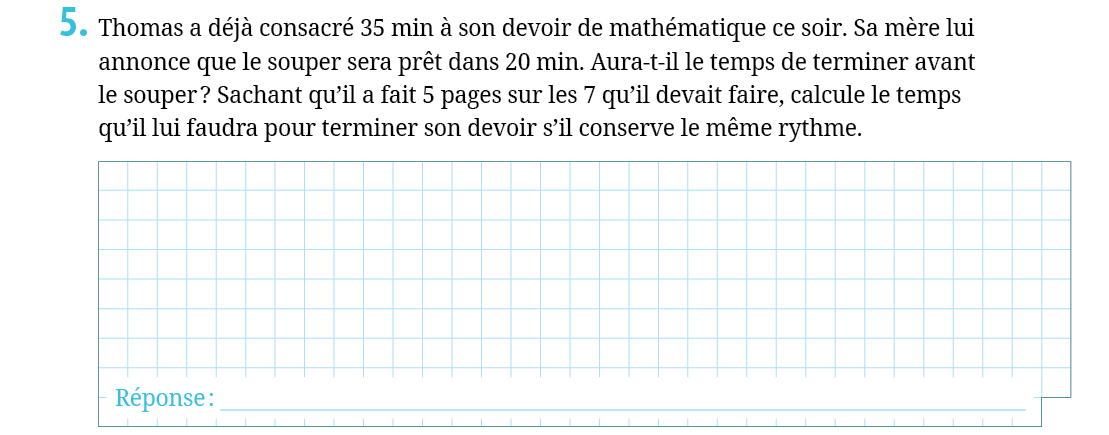 5. Thomas a déjà consacré 35 min à son devoir de mathématique ce soir. Sa mère lui
annonce que le souper sera prêt dans 20 min. Aura-t-il le temps de terminer avant
le souper ? Sachant qu’il a fait 5 pages sur les 7 qu’il devait faire, calcule le temps
qu’il lui faudra pour terminer son devoir s’il conserve le même rythme.
Réponse :